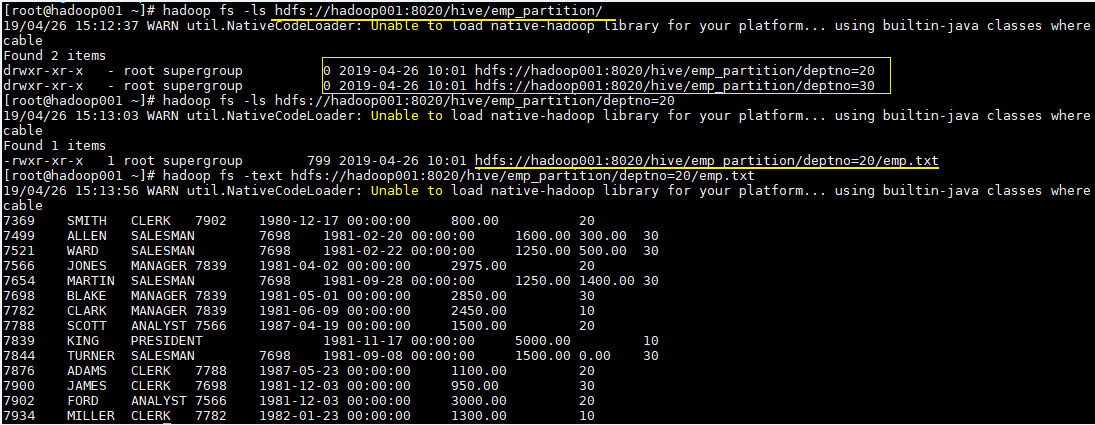 [root@hadoop001 ~]# hadoop fs -ls hdfs://hadoop001:8020/hive/emp_partition/
19/04/26 15:12:37 WARN util.NativeCodeLoader: Unable to load native-hadoop library for your platform... using builtin-java classes where
cable
Found 2 items
drwxr-xr-x   - root supergroup          0 2019-04-26 10:01 hdfs://hadoop001:8020/hive/emp_partition/deptno=20
drwxr-xr-x   - root supergroup          0 2019-04-26 10:01 hdfs://hadoop001:8020/hive/emp_partition/deptno=30
[root@hadoop001 ~]# hadoop fs -ls hdfs://hadoop001:8020/hive/emp_partition/deptno=20
19/04/26 15:13:03 WARN util.NativeCodeLoader: Unable to load native-hadoop library for your platform... using builtin-java classes where
cable
Found 1 items
-rwxr-xr-x   1 root supergroup        799 2019-04-26 10:01 hdfs://hadoop001:8020/hive/emp_partition/deptno=20/emp.txt
[root@hadoop001 ~]# hadoop fs -text hdfs://hadoop001:8020/hive/emp_partition/deptno=20/emp.txt
19/04/26 15:13:56 WARN util.NativeCodeLoader: Unable to load native-hadoop library for your platform... using builtin-java classes where
cable
7369    SMITH   CLERK   7902    1980-12-17 00:00:00     800.00          20
7499    ALLEN   SALESMAN        7698    1981-02-20 00:00:00     1600.00 300.00  30
7521    WARD    SALESMAN        7698    1981-02-22 00:00:00     1250.00 500.00  30
7566    JONES   MANAGER 7839    1981-04-02 00:00:00     2975.00         20
7654    MARTIN  SALESMAN        7698    1981-09-28 00:00:00     1250.00 1400.00 30
7698    BLAKE   MANAGER 7839    1981-05-01 00:00:00     2850.00         30
7782    CLARK   MANAGER 7839    1981-06-09 00:00:00     2450.00         10
7788    SCOTT   ANALYST 7566    1987-04-19 00:00:00     1500.00         20
7839    KING    PRESIDENT               1981-11-17 00:00:00     5000.00         10
7844    TURNER  SALESMAN        7698    1981-09-08 00:00:00     1500.00 0.00    30
7876    ADAMS   CLERK   7788    1987-05-23 00:00:00     1100.00         20
7900    JAMES   CLERK   7698    1981-12-03 00:00:00     950.00          30
7902    FORD    ANALYST 7566    1981-12-03 00:00:00     3000.00         20
7934    MILLER  CLERK   7782    1982-01-23 00:00:00     1300.00         10